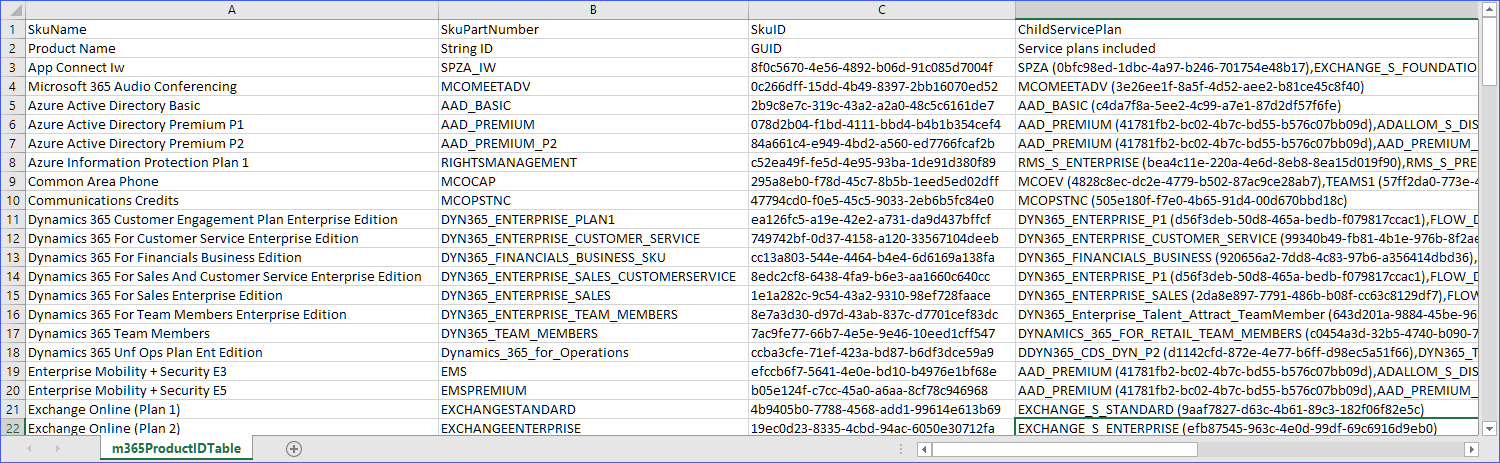 A B C
1 SkuName SkuPartNumber SkuID ChildServicePlan
2 Product Name String ID GUID Service plans included
3 App Connect Iw SPZA_IW 8f0c5670-4e56-4892-b06d-91c085d7004f SPZA (0bfc98ed-1dbc-4a97-b246-701754e48b17),EXCHANGE_S_FOUNDATIO
4 Microsoft 365 Audio Conferencing MCOMEETADV 0c266dff-15dd-4b49-8397-2bb16070ed52 MCOMEETADV (3e26ee1f-8a5f-4d52-aee2-b81ce45c8f40)
5 Azure Active Directory Basic AAD_BASIC 2b9c8e7c-319c-43a2-a2a0-48c5c6161de7 AAD_BASIC (c4da7f8a-5ee2-4c99-a7e1-87d2df57f6fe)
6 Azure Active Directory Premium P1 AAD_PREMIUM 078d2b04-f1bd-4111-bbd4-b4b1b354cef4 AAD_PREMIUM (41781fb2-bc02-4b7c-bd55-b576c07bb09d),ADALLOM_S_DIS
7 Azure Active Directory Premium P2 AAD_PREMIUM_P2 84a661c4-e949-4bd2-a560-ed7766fcaf2b AAD_PREMIUM (41781fb2-bc02-4b7c-bd55-b576c07bb09d),AAD_PREMIUM_
8 Azure Information Protection Plan 1 RIGHTSMANAGEMENT c52ea49f-fe5d-4e95-93ba-1de91d380f89 RMS_S_ENTERPRISE (bea4c11e-220a-4e6d-8eb8-8ea15d019f90),RMS_S_PRE
9 Common Area Phone MCOCAP 295a8eb0-f78d-45c7-8b5b-1eed5ed02dff MCOEV (4828c8ec-dc2e-4779-b502-87ac9ce28ab7),TEAMS1 (57ff2da0-773e-4
10 Communications Credits MCOPSTNC 47794cd0-f0e5-45c5-9033-2eb6b5fc84e0 MCOPSTNC (505e180f-f7e0-4b65-91d4-00d670bbd18c)
11 Dynamics 365 Customer Engagement Plan Enterprise Edition DYN365_ENTERPRISE_PLAN1 ea126fc5-a19e-42e2-a731-da9d437bffcf DYN365_ENTERPRISE_P1 (d56f3deb-50d8-465a-bedb-f079817ccac1),FLOW_D
12 Dynamics 365 For Customer Service Enterprise Edition DYN365_ENTERPRISE_CUSTOMER_SERVICE 749742bf-0d37-4158-a120-33567104deeb DYN365_ENTERPRISE_CUSTOMER_SERVICE (99340b49-fb81-4b1e-976b-8f2ae
13 Dynamics 365 For Financials Business Edition DYN365_FINANCIALS_BUSINESS_SKU cc13a803-544e-4464-b4e4-6d6169a138fa DYN365_FINANCIALS_BUSINESS (920656a2-7dd8-4c83-97b6-a356414dbd36),
14 Dynamics 365 For Sales And Customer Service Enterprise Edition DYN365_ENTERPRISE_SALES_CUSTOMERSERVICE 8edc2cf8-6438-4fa9-b6e3-aa1660c640cc DYN365_ENTERPRISE_P1 (d56f3deb-50d8-465a-bedb-f079817ccac1),FLOW_D
15 Dynamics 365 For Sales Enterprise Edition DYN365_ENTERPRISE_SALES 1e1a282c-9c54-43a2-9310-98ef728faace DYN365_ENTERPRISE_SALES (2da8e897-7791-486b-b08f-cc63c8129df7),FLOW
16 Dynamics 365 For Team Members Enterprise Edition DYN365_ENTERPRISE_TEAM_MEMBERS 8e7a3d30-d97d-43ab-837c-d7701cef83dc DYN365_Enterprise_Talent_Attract_TeamMember (643d201a-9884-45be-96
17 Dynamics 365 Team Members DYN365_TEAM_MEMBERS 7ac9fe77-66b7-4e5e-9e46-10eed1cff547 DYNAMICS_365_FOR_RETAIL_TEAM_MEMBERS (c0454a3d-32b5-4740-b090-7
18 Dynamics 365 Unf Ops Plan Ent Edition Dynamics_365_for_Operations ccba3cfe-71ef-423a-bd87-b6df3dce59a9 DDYN365_CDS_DYN_P2 (d1142cfd-872e-4e77-b6ff-d98ec5a51f66),DYN365_T
19 Enterprise Mobility + Security E3 EMS efccb6f7-5641-4e0e-bd10-b4976e1bf68e AAD_PREMIUM (41781fb2-bc02-4b7c-bd55-b576c07bb09d),ADALLOM_S_DIS
20 Enterprise Mobility + Security E5 EMSPREMIUM b05e124f-c7cc-45a0-a6aa-8cf78c946968 AAD_PREMIUM (41781fb2-bc02-4b7c-bd55-b576c07bb09d),AAD_PREMIUM_
21 Exchange Online (Plan 1) EXCHANGESTANDARD 4b9405b0-7788-4568-add1-99614e613b69 EXCHANGE_S_STANDARD (9aaf7827-d63c-4b61-89c3-182f06f82e5c)
22 Exchange Online (Plan 2) EXCHANGEENTERPRISE 19ec0d23-8335-4cbd-94ac-6050e30712fa EXCHANGE_S_ENTERPRISE (efb87545-963c-4e0d-99df-69c6916d9eb0)
m365ProductIDTable